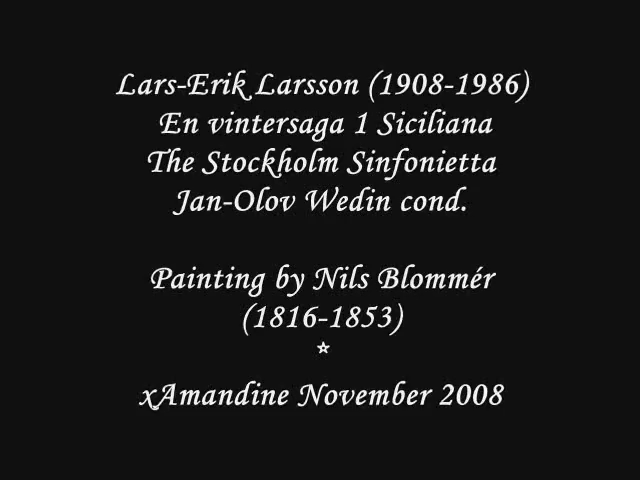 Lars-Erik Larsson (1908-1986)
En vintersaga 1 Siciliana
The Stockholm Sinfonietta
Jan-Olov Wedin cond.
Painting by Nils Blommér
(1816-1853)
*
xAmandine November 2008